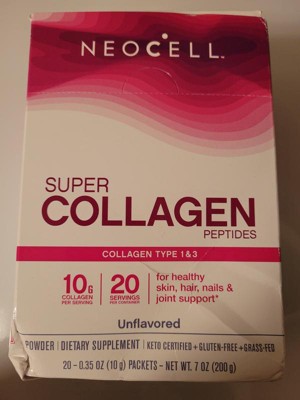 NEOCELL™
SUPER
COLLAGEN
PEPTIDES
COLLAGEN TYPE 1&3
10G
COLLAGEN
PER SERVING
20
SERVINGS
PER CONTAINER
for healthy
skin, hair, nails &
joint support*
Unflavored
POWDER | DIETARY SUPPLEMENT | KETO CERTIFIED • GLUTEN-FREE • GRASS-FED
20 - 0.35 OZ (10 g) PACKETS - NET WT. 7 OZ (200 g)